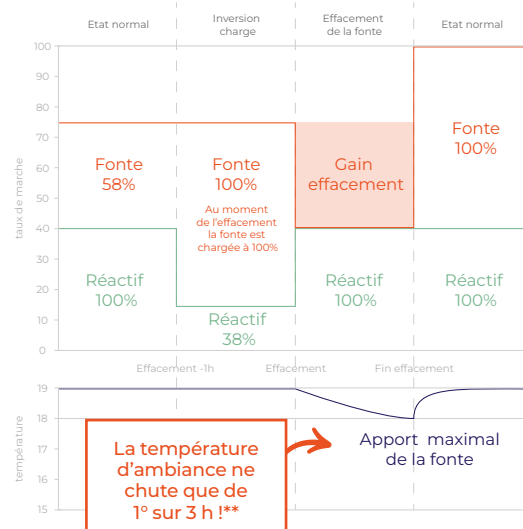 Etat normal
Inversion
charge
Effacement
de la fonte
Etat normal
100
90
80
70
60
50
40
30
20
10
0
taux de marche
Fonte
58%
Fonte
100%
Au moment
de l'effacement
la fonte est
chargée à 100%
Gain
effacement
Fonte
100%
Réactif
100%
Réactif
38%
Réactif
100%
Réactif
100%
Effacement -1h
Effacement
Fin effacement
19
18
17
16
15
température
La température
d'ambiance ne
chute que de
1° sur 3 h !**
Apport maximal
de la fonte